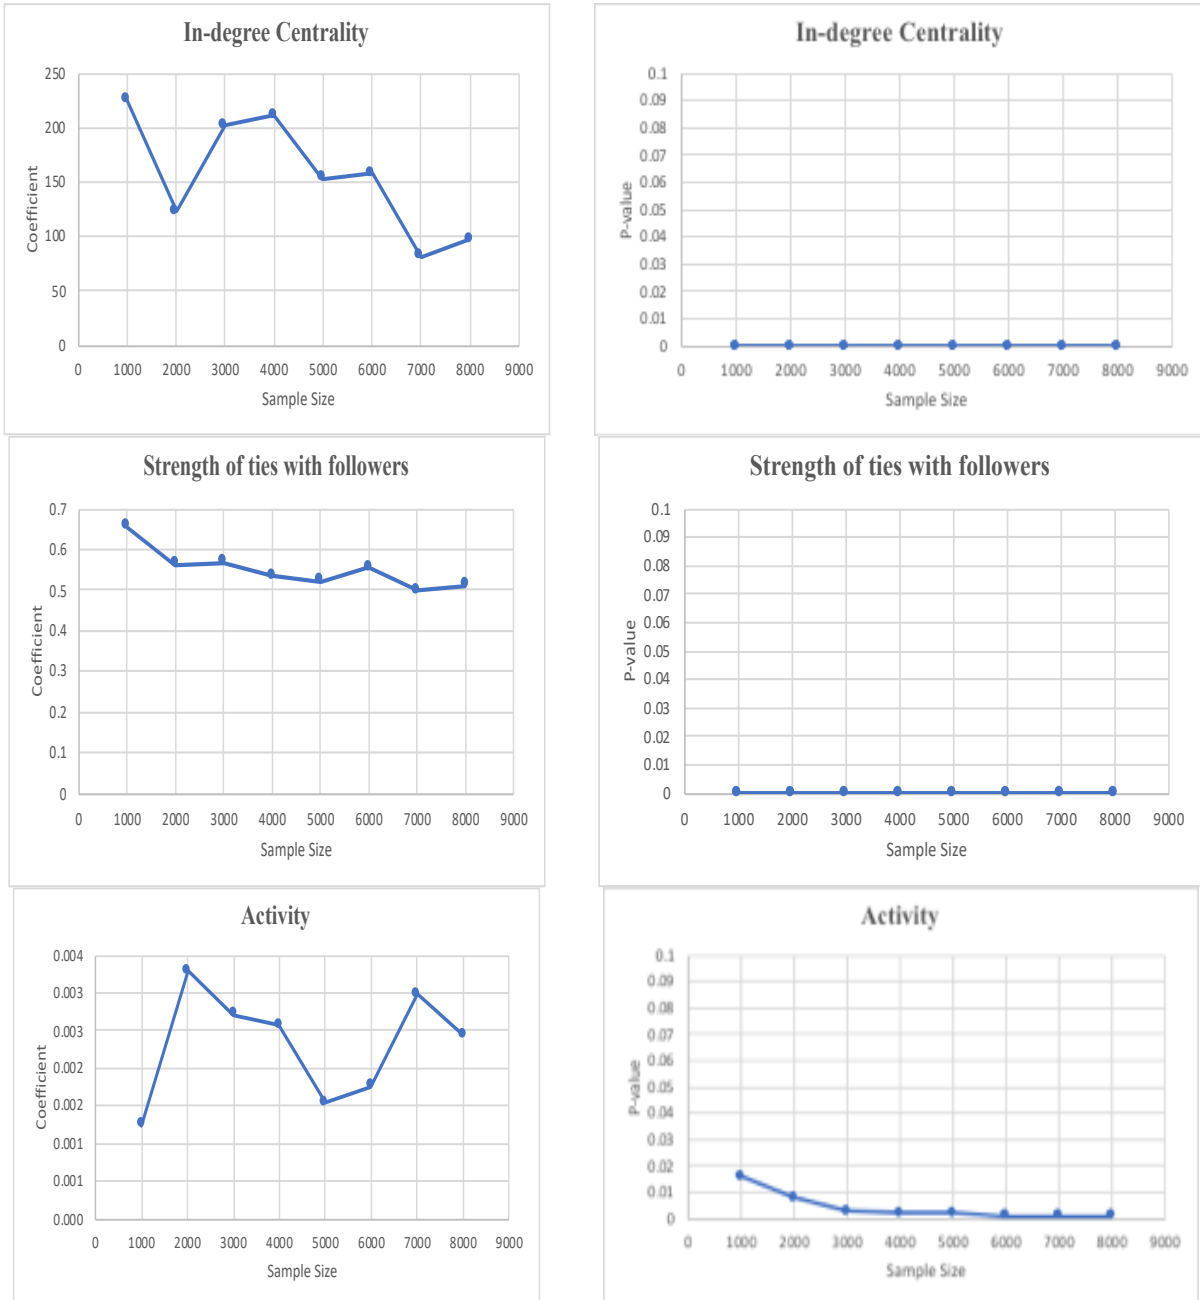 In-degree Centrality
250
200
150
100
50
0
Coefficient
0 1000 2000 3000 4000 5000 6000 7000 8000 9000
Sample Size
In-degree Centrality
0.1
0.09
0.08
0.07
0.06
0.05
0.04
0.03
0.02
0.01
0
P-value
0 1000 2000 3000 4000 5000 6000 7000 8000 9000
Sample Size
Strength of ties with followers
0.7
0.6
0.5
0.4
0.3
0.2
0.1
0
Coefficient
0 1000 2000 3000 4000 5000 6000 7000 8000 9000
Sample Size
Strength of ties with followers
0.1
0.09
0.08
0.07
0.06
0.05
0.04
0.03
0.02
0.01
0
P-value
0 1000 2000 3000 4000 5000 6000 7000 8000 9000
Sample Size
Activity
0.004
0.003
0.003
0.002
0.002
0.001
0.001
0.000
Coefficient
0 1000 2000 3000 4000 5000 6000 7000 8000 9000
Sample Size
Activity
0.1
0.09
0.08
0.07
0.06
0.05
0.04
0.03
0.02
0.01
0
P-value
0 1000 2000 3000 4000 5000 6000 7000 8000 9000
Sample Size